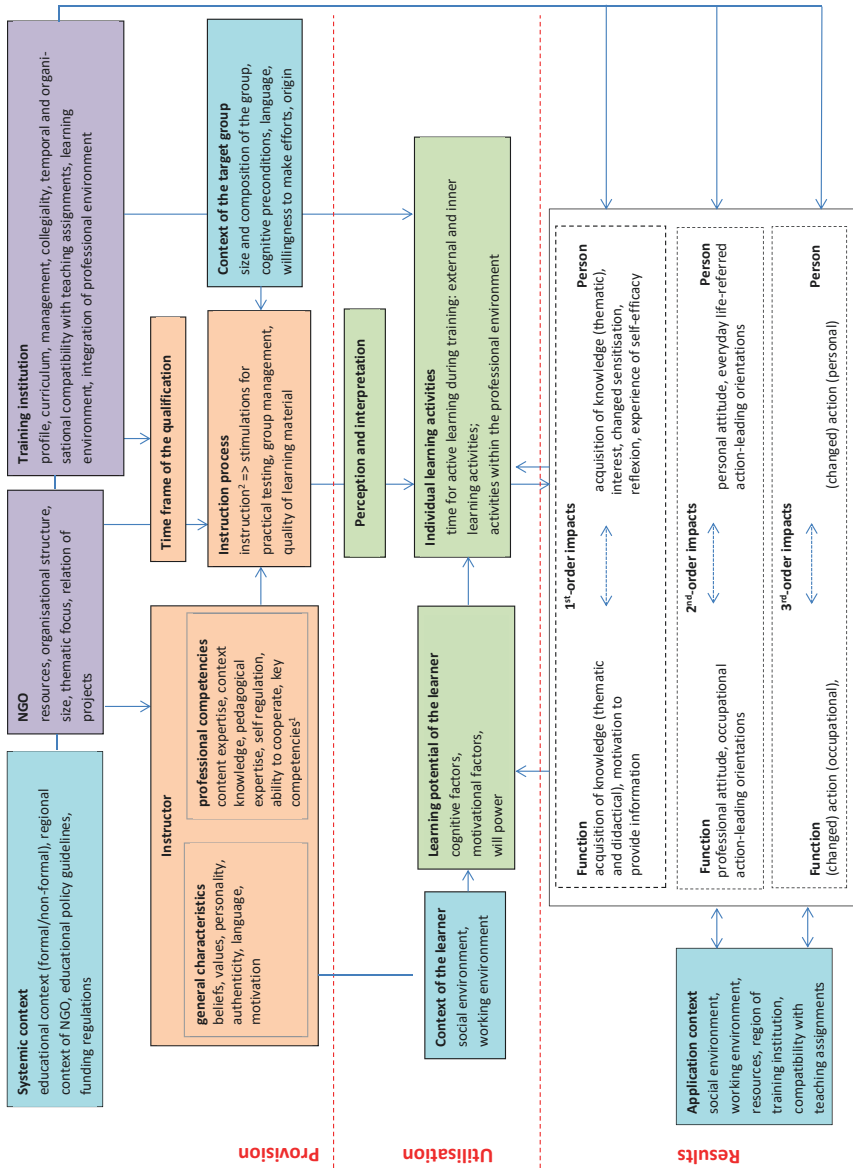 Systemic context
educational context (formal/non-formal), regional
context of NGO, educational policy guidelines,
funding regulations
NGO
resources, organisational structure,
size, thematic focus, relation of
projects
Training institution
profile, curriculum, management, collegiality, temporal and organi-
sational compatibility with teaching assignments, learning
environment, integration of professional environment
Provision
Instructor
general characteristics
beliefs, values, personality,
authenticity, language,
motivation
professional competencies
content expertise, context
knowledge, pedagogical
expertise, self regulation,
ability to cooperate, key
competencies¹
Time frame of the qualification
Instruction process
instruction² => stimulations for
practical testing, group management,
quality of learning material
Context of the target group
size and composition of the group,
cognitive preconditions, language,
willingness to make efforts, origin
Utilisation
Perception and interpretation
Context of the learner
social environment,
working environment
Learning potential of the learner
cognitive factors,
motivational factors,
will power
Individual learning activities
time for active learning during training: external and inner
learning activities;
activities within the professional environment
Results
Application context
social environment,
working environment,
resources, region of
training institution,
compatibility with
teaching assignments
1st-order impacts
Function
acquisition of knowledge (thematic
and didactical), motivation to
provide information
Person
acquisition of knowledge (thematic),
interest, changed sensitisation,
reflexion, experience of self-efficacy
2nd-order impacts
Function
professional attitude, occupational
action-leading orientations
Person
personal attitude, everyday life-referred
action-leading orientations
3rd-order impacts
Function
(changed) action (occupational),
Person
(changed) action (personal)